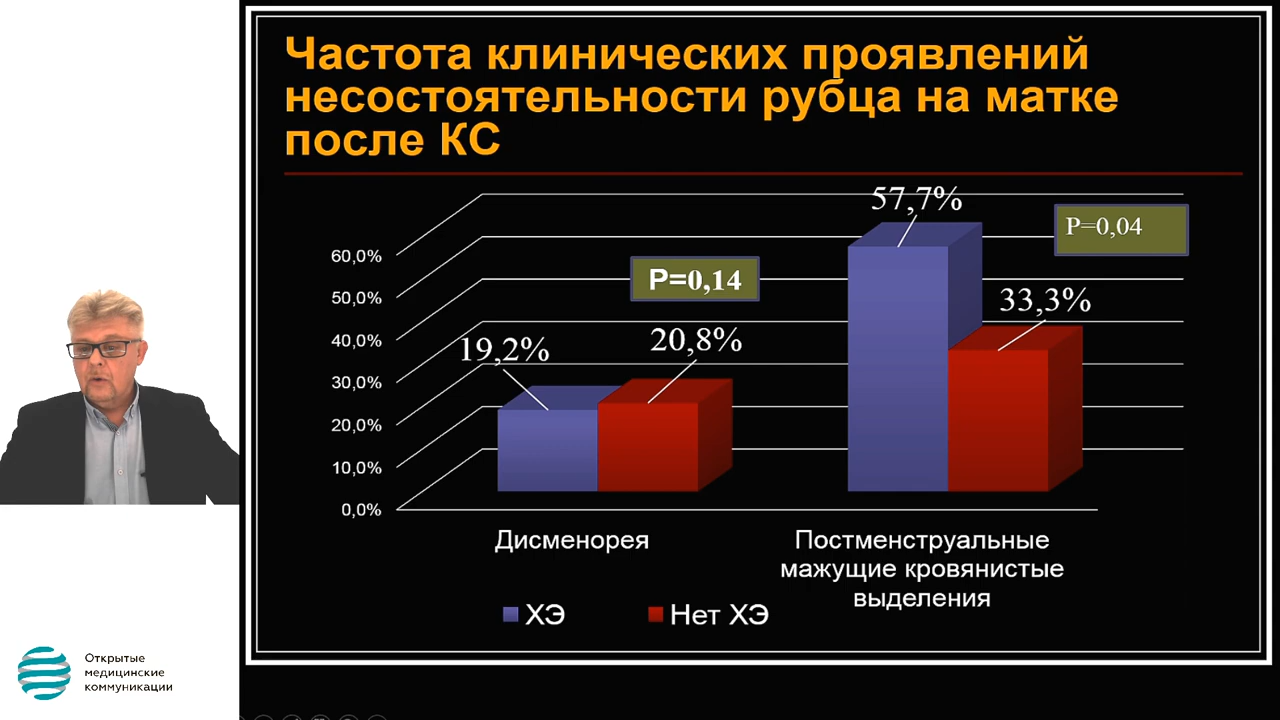 Частота клинических проявлений
несостоятельности рубца на матке
после КС
57,7%
P=0,04
60,0%
P=0,14
50,0%
33,3%
40,0%
19,2%
20,8%
30,0%
20,0%
10,0%
0,0%
Дисменорея
Постменструальные
мажущие кровянистые
выделения
ХЭ
Нет ХЭ
Открытые
медицинские
коммуникации